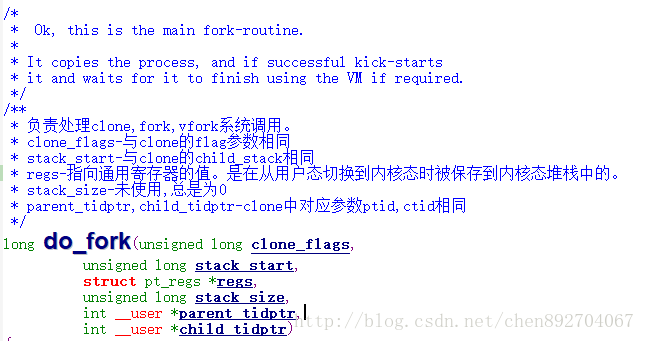 /*
 *  Ok, this is the main fork-routine.
 *
 * It copies the process, and if successful kick-starts
 * it and waits for it to finish using the VM if required.
 */
/**
 * 负责处理clone,fork,vfork系统调用。
 * clone_flags-与clone的flag参数相同
 * stack_start-与clone的child_stack相同
 * regs-指向通用寄存器的值。是在从用户态切换到内核态时被保存到内核态堆栈中的。
 * stack_size-未使用,总是为0
 * parent_tidptr,child_tidptr-clone中对应参数ptid,ctid相同
 */
long do_fork(unsigned long clone_flags,
unsigned long stack_start,
struct pt_regs *regs,
unsigned long stack_size,
int __user *parent_tidptr,
int __user *child_tidptr)
http://blog.csdn.net/chen892704067